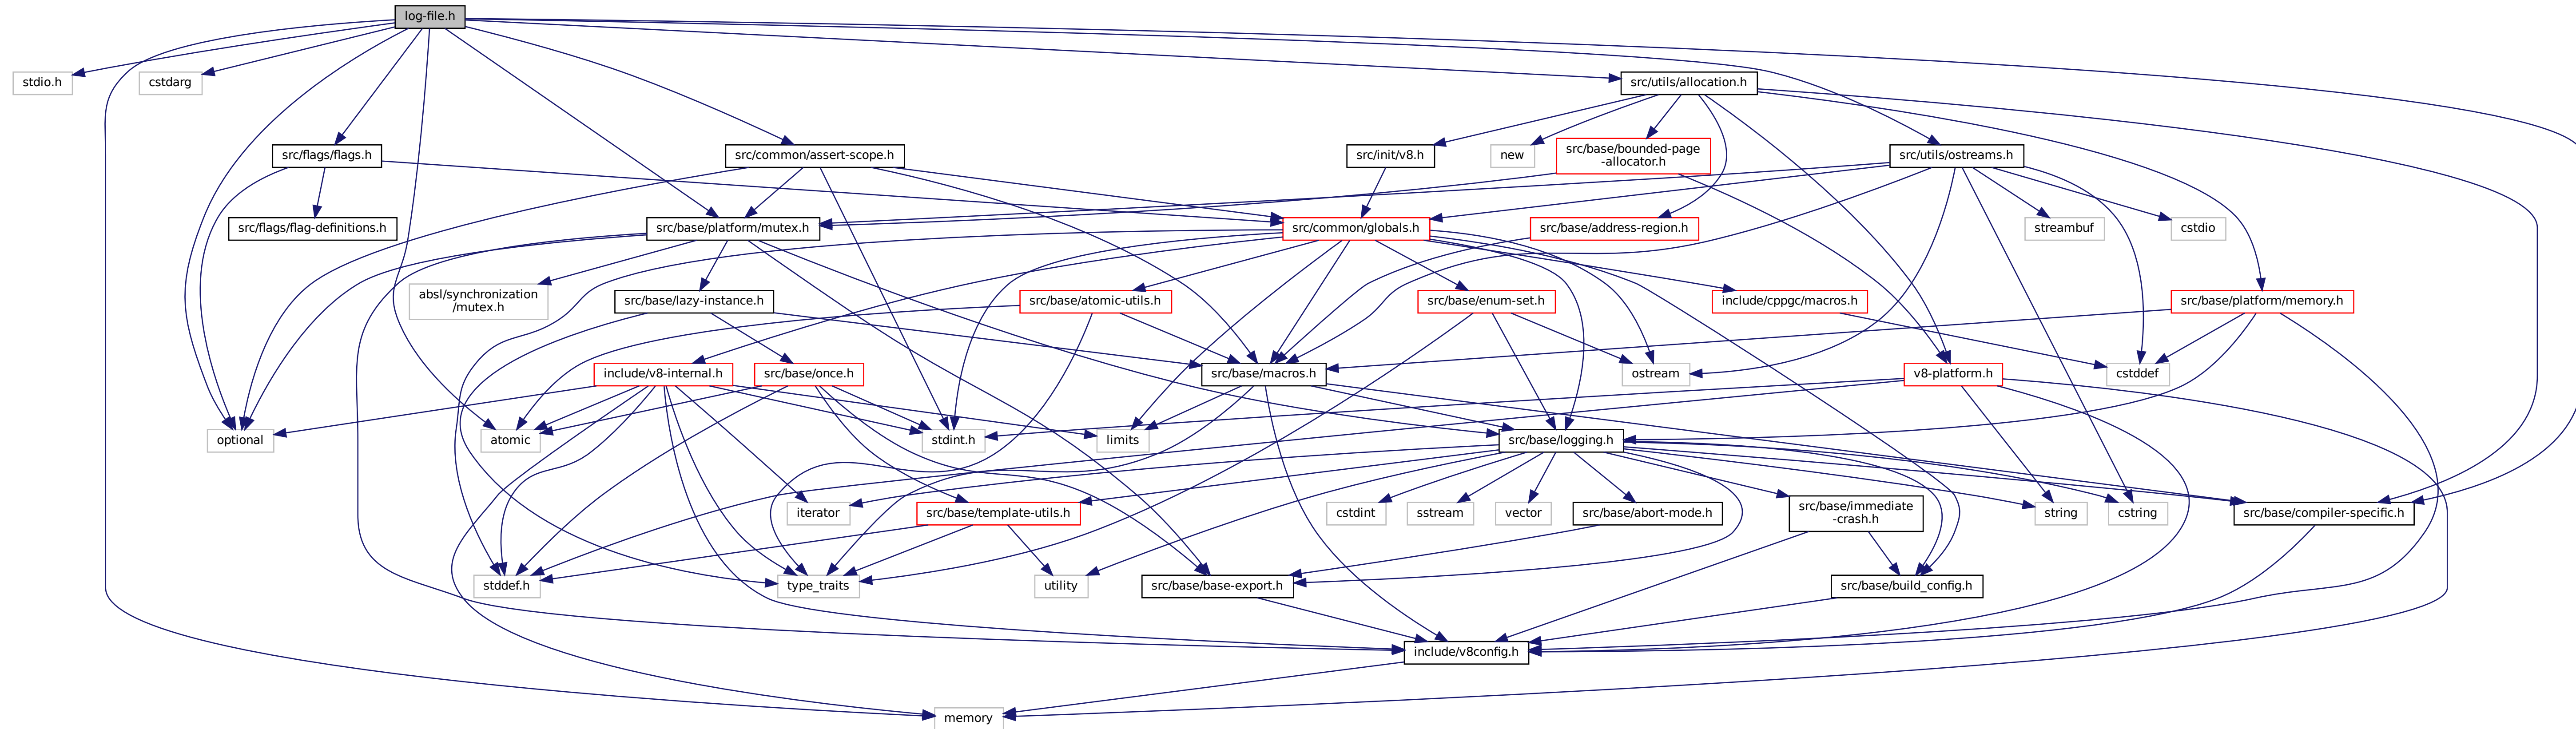 log-file.h
stdio.h
cstdarg
src/utils/allocation.h
src/flags/flags.h
src/common/assert-scope.h
src/init/v8.h
new
src/base/bounded-page
-allocator.h
src/utils/ostreams.h
src/flags/flag-definitions.h
src/base/platform/mutex.h
src/common/globals.h
src/base/address-region.h
streambuf
cstdio
absl/synchronization
/mutex.h
src/base/lazy-instance.h
src/base/atomic-utils.h
src/base/enum-set.h
include/cppgc/macros.h
src/base/platform/memory.h
include/v8-internal.h
src/base/once.h
src/base/macros.h
ostream
v8-platform.h
cstddef
optional
atomic
stdint.h
limits
src/base/logging.h
iterator
src/base/template-utils.h
cstdint
sstream
vector
src/base/abort-mode.h
src/base/immediate
-crash.h
string
cstring
src/base/compiler-specific.h
stddef.h
type_traits
utility
src/base/base-export.h
src/base/build_config.h
include/v8config.h
memory